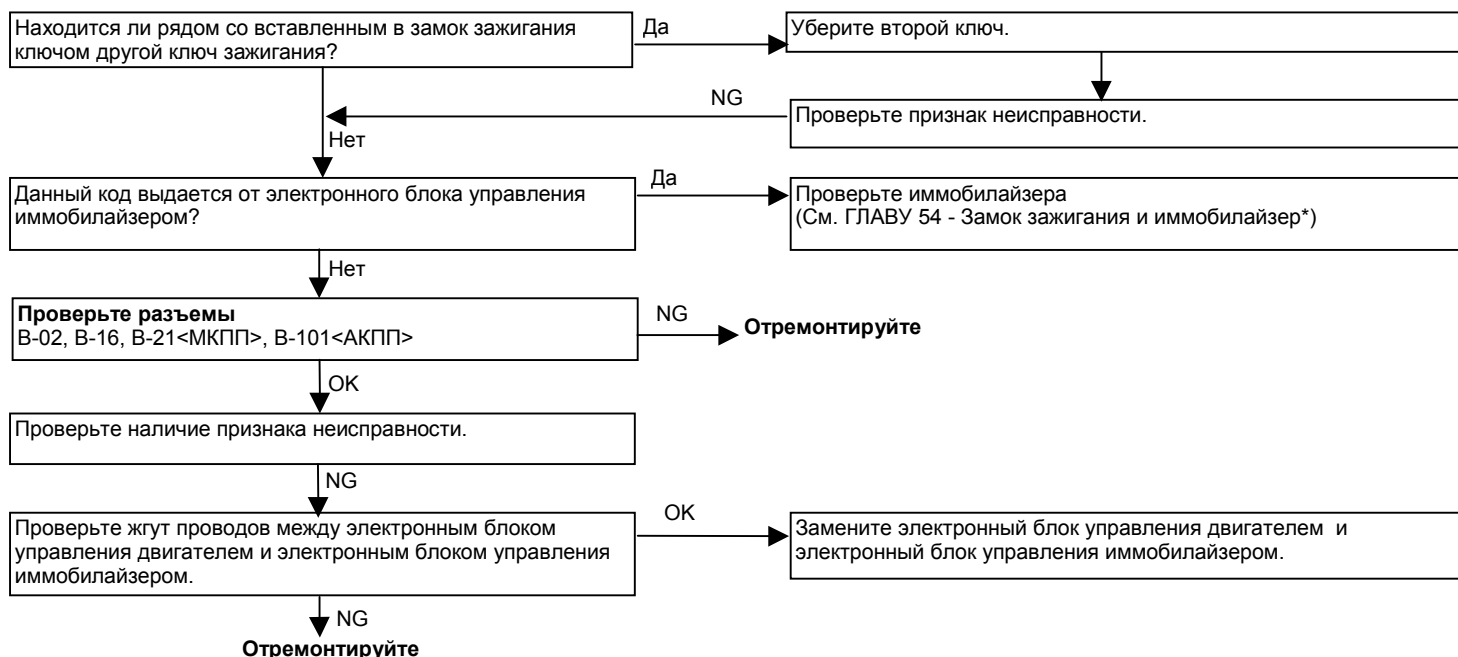 Находится ли рядом со вставленным в замок зажигания
ключом другой ключ зажигания?
Да
Уберите второй ключ.
NG
Проверьте признак неисправности.
Нет
Данный код выдается от электронного блока управления
иммобилайзером?
Да
Проверьте иммобилайзера
(См. ГЛАВУ 54 - Замок зажигания и иммобилайзер*)
Нет
Проверьте разъемы
B-02, B-16, B-21<МКПП>, B-101<АКПП>
NG
Отремонтируйте
OK
Проверьте наличие признака неисправности.
NG
Проверьте жгут проводов между электронным блоком
управления двигателем и электронным блоком управления
иммобилайзером.
OK
Замените электронный блок управления двигателем и
электронный блок управления иммобилайзером.
NG
Отремонтируйте